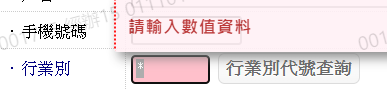 · 手機號碼
請輸入數值資料
· 行業別
* 行業別代號查詢